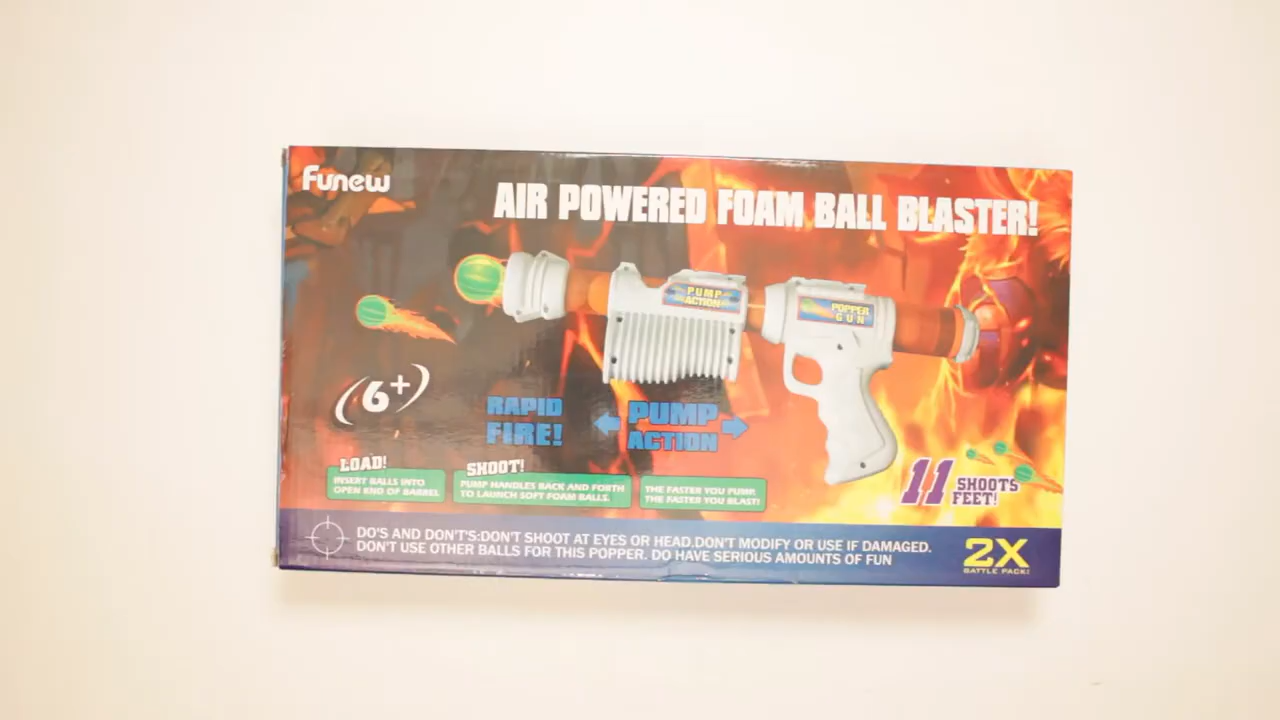 Funew
AIR POWERED FOAM BALL BLASTER!
PUMP
ACTION
POPPER
GUN
6+
RAPID
FIRE!
PUMP
ACTION
LOAD!
INSERT BALLS INTO
OPEN END OF BARREL
SHOOT!
PUMP HANDLES BACK AND FORTH
TO LAUNCH SOFT FOAM BALLS.
THE FASTER YOU PUMP,
THE FASTER YOU BLAST!
11 SHOOTS
FEET!
DO'S AND DON'TS:DON'T SHOOT AT EYES OR HEAD.DON'T MODIFY OR USE IF DAMAGED.
DON'T USE OTHER BALLS FOR THIS POPPER. DO HAVE SERIOUS AMOUNTS OF FUN
2X
BATTLE PACK!